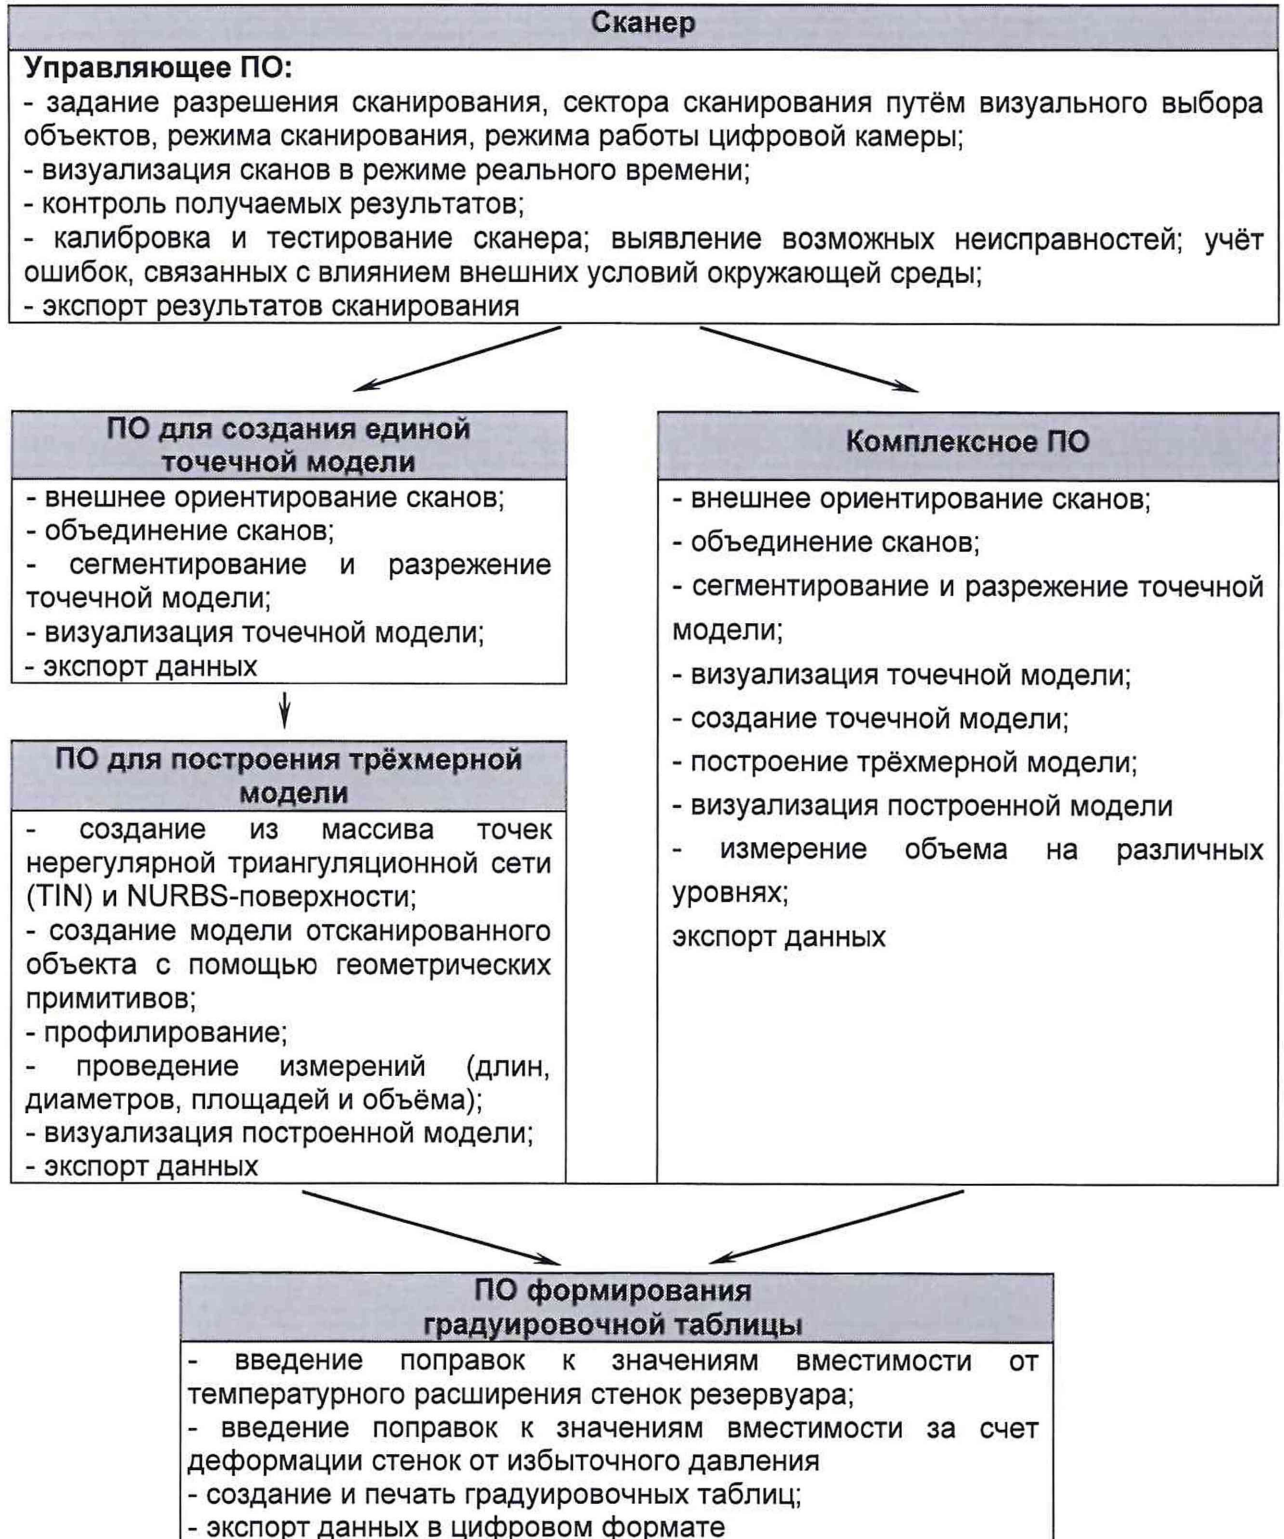 Сканер
Управляющее ПО:
- задание разрешения сканирования, сектора сканирования путём визуального выбора
объектов, режима сканирования, режима работы цифровой камеры;
- визуализация сканов в режиме реального времени;
- контроль получаемых результатов;
- калибровка и тестирование сканера; выявление возможных неисправностей; учёт
ошибок, связанных с влиянием внешних условий окружающей среды;
- экспорт результатов сканирования
ПО для создания единой
точечной модели
- внешнее ориентирование сканов;
- объединение сканов;
- сегментирование и разрежение
точечной модели;
- визуализация точечной модели;
- экспорт данных
ПО для построения трёхмерной
модели
- создание из массива точек
нерегулярной триангуляционной сети
(TIN) и NURBS-поверхности;
- создание модели отсканированного
объекта с помощью геометрических
примитивов;
- профилирование;
- проведение измерений (длин,
диаметров, площадей и объёма);
- визуализация построенной модели;
- экспорт данных
Комплексное ПО
- внешнее ориентирование сканов;
- объединение сканов;
- сегментирование и разрежение точечной
модели;
- визуализация точечной модели;
- создание точечной модели;
- построение трёхмерной модели;
- визуализация построенной модели
- измерение объема на различных
уровнях;
экспорт данных
ПО формирования
градуировочной таблицы
- введение поправок к значениям вместимости от
температурного расширения стенок резервуара;
- введение поправок к значениям вместимости за счет
деформации стенок от избыточного давления
- создание и печать градуировочных таблиц;
- экспорт данных в цифровом формате